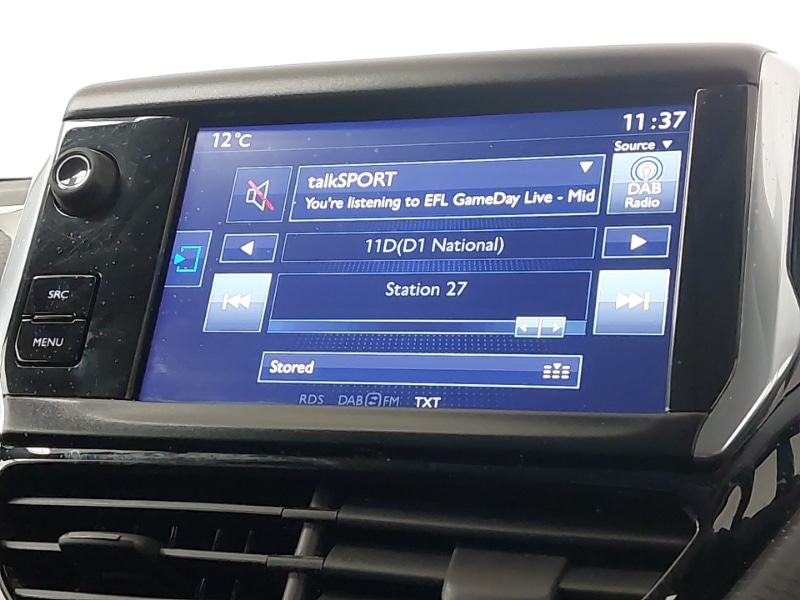 12°C
11:37
Source
talkSPORT
You're listening to EFL GameDay Live - Mid
DAB
Radio
11D(D1 National)
Station 27
SRC
MENU
Stored
RDS DAB FM TXT